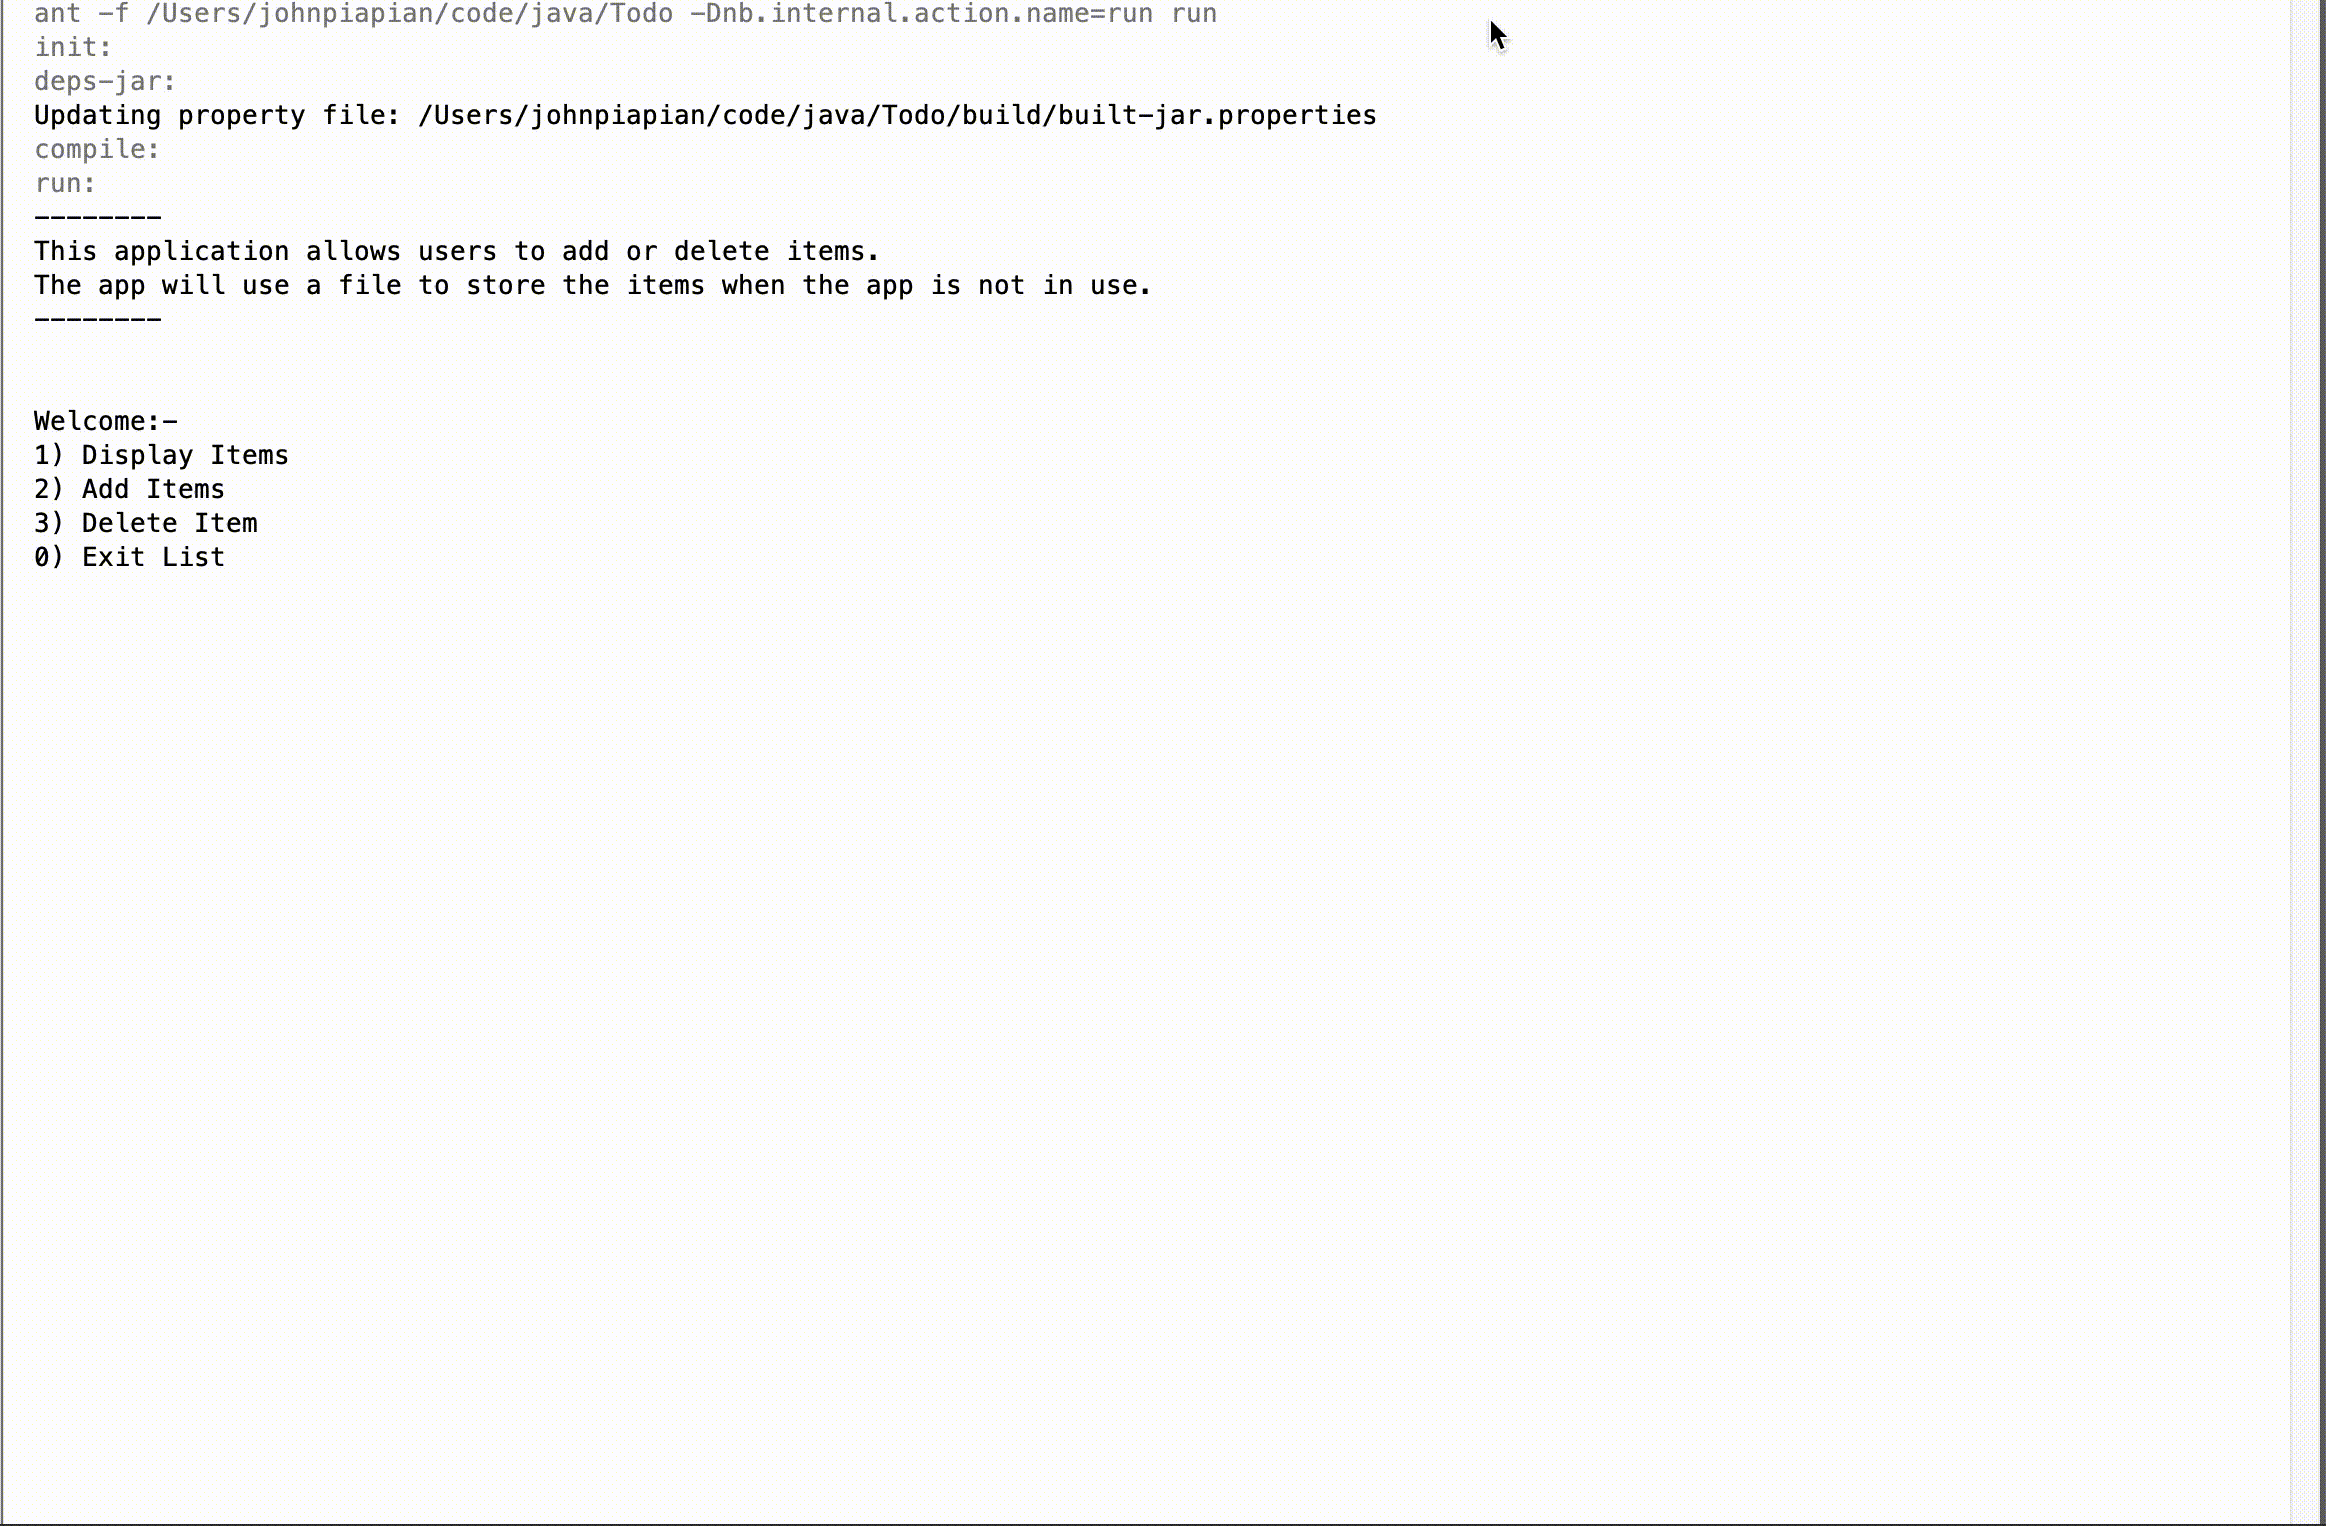 ant -f /Users/johnpiapian/code/java/Todo -Dnb.internal.action.name=run run
init:
deps-jar:
Updating property file: /Users/johnpiapian/code/java/Todo/build/built-jar.properties
compile:
run:
--------
This application allows users to add or delete items.
The app will use a file to store the items when the app is not in use.
--------
Welcome:-
1) Display Items
2) Add Items
3) Delete Item
0) Exit List